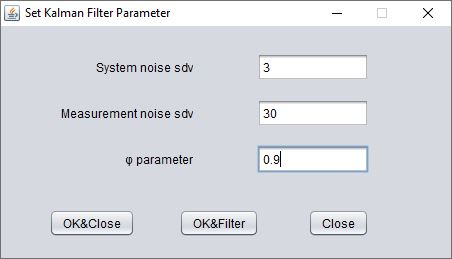 Set Kalman Filter Parameter
System noise sdv 3
Measurement noise sdv 30
φ parameter 0.9
OK&Close OK&Filter Close